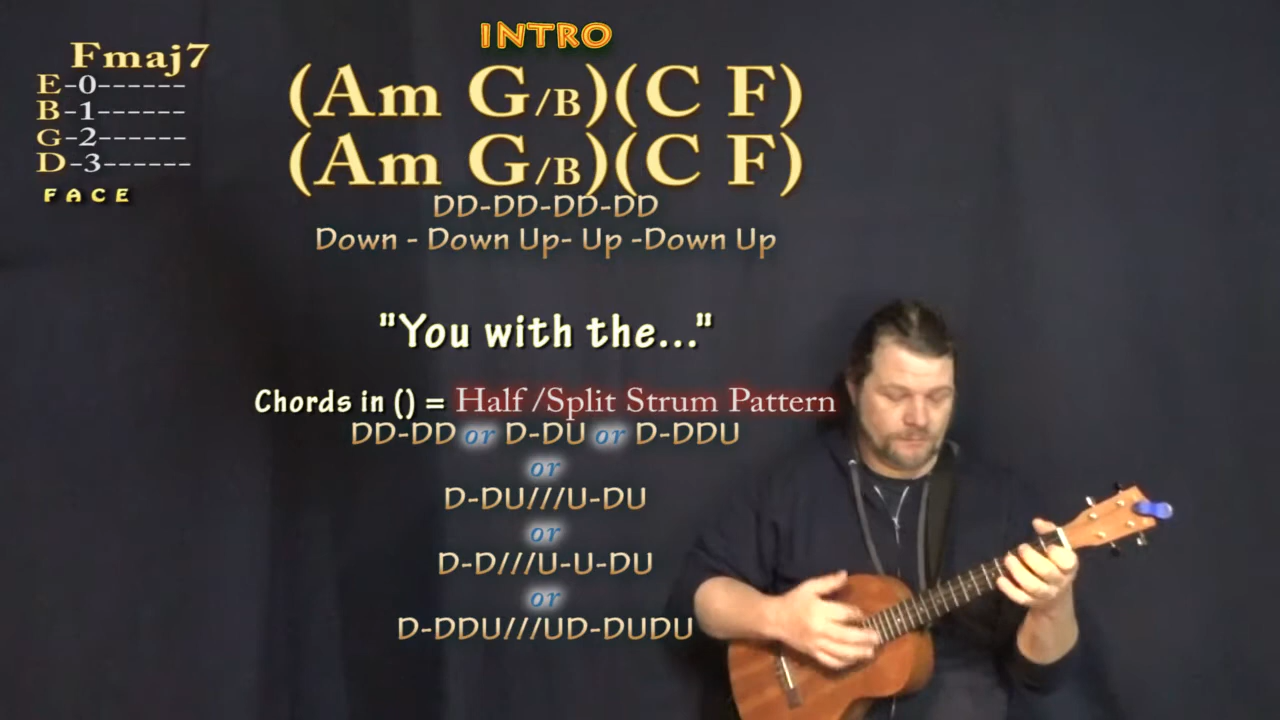 INTRO
Fmaj7
E-0------
B-1------
G-2------
D-3------
F A C E
(Am G/B)(C F)
(Am G/B)(C F)
DD-DD-DD-DD
Down - Down Up- Up -Down Up
"You with the..."
Chords in () = Half /Split Strum Pattern
DD-DD or D-DU or D-DDU
or
D-DU///U-DU
or
D-D///U-U-DU
or
D-DDU///UD-DUDU